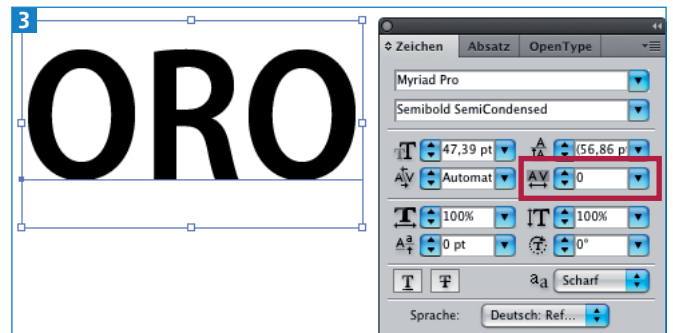 3
ORO
Zeichen Absatz OpenType
Myriad Pro
Semibold SemiCondensed
47,39 pt (56,86 p
Automat 0
100% 100%
0 pt 0°
T T aa Scharf
Sprache: Deutsch: Ref...